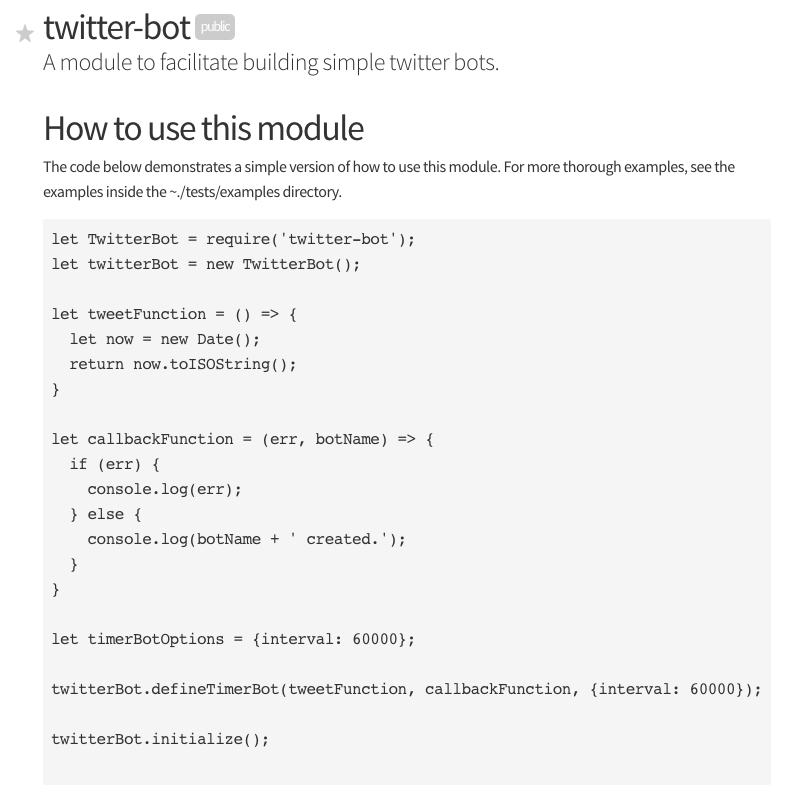 twitter-bot public
A module to facilitate building simple twitter bots.
How to use this module
The code below demonstrates a simple version of how to use this module. For more thorough examples, see the
examples inside the ~./tests/examples directory.
let TwitterBot = require('twitter-bot');
let twitterBot = new TwitterBot();
let tweetFunction = () => {
  let now = new Date();
  return now.toISOString();
}
let callbackFunction = (err, botName) => {
  if (err) {
    console.log(err);
  } else {
    console.log(botName + ' created.');
  }
}
let timerBotOptions = {interval: 60000};
twitterBot.defineTimerBot(tweetFunction, callbackFunction, {interval: 60000});
twitterBot.initialize();